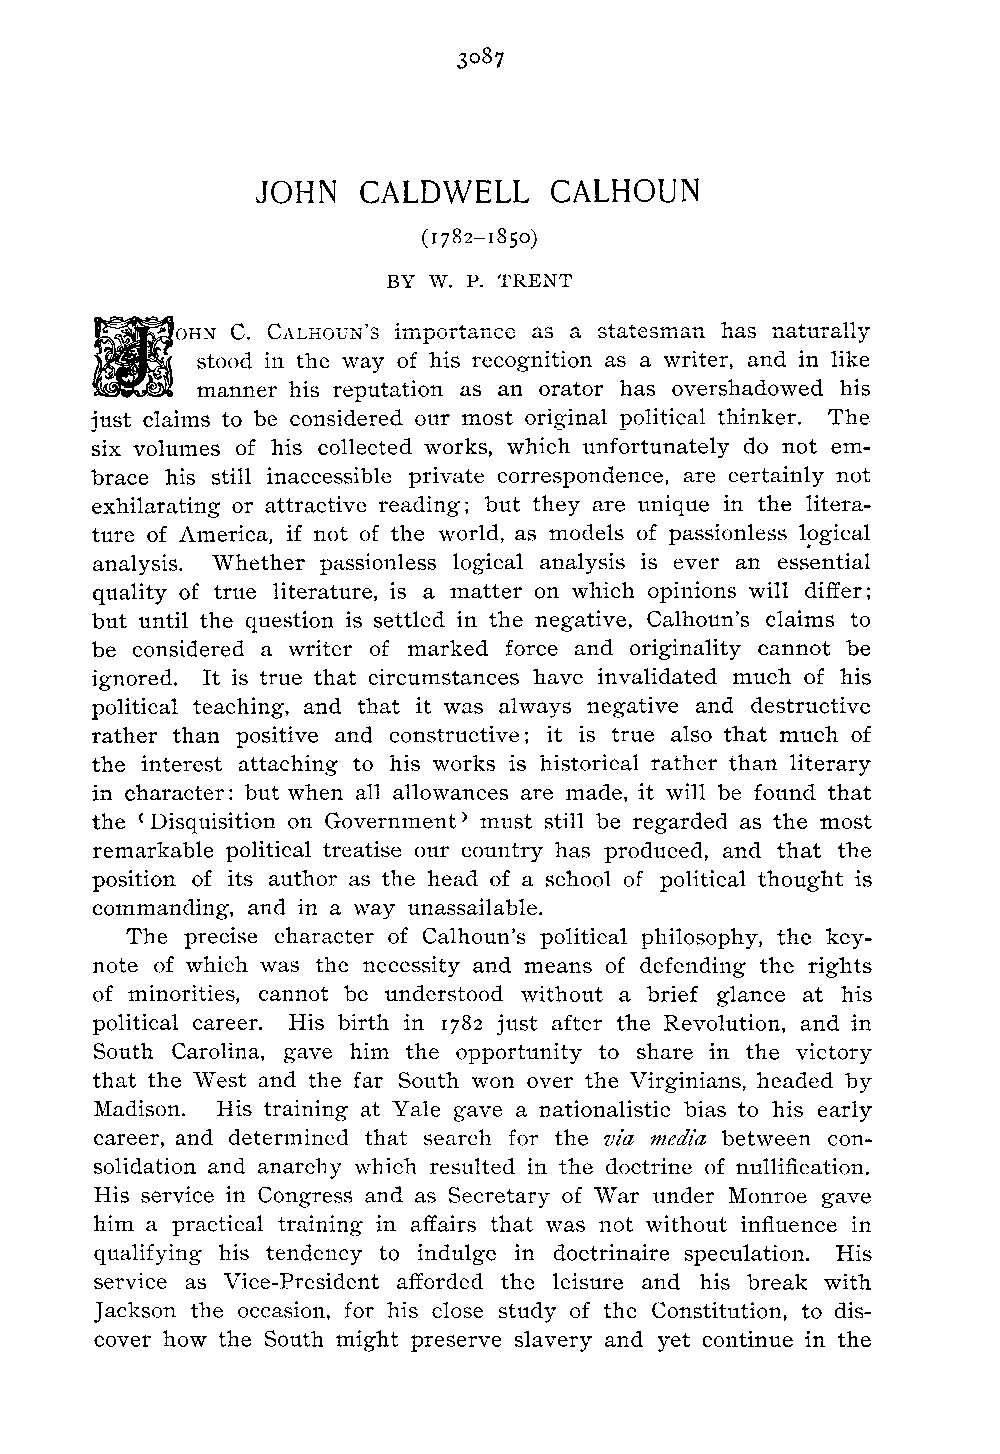 3087
JOHN CALDWELL CALHOUN
(1782–1850)
BY W. P. TRENT
JOHN C. CALHOUN'S importance as a statesman has naturally
stood in the way of his recognition as a writer, and in like
manner his reputation as an orator has overshadowed his
just claims to be considered our most original political thinker. The
six volumes of his collected works, which unfortunately do not em-
brace his still inaccessible private correspondence, are certainly not
exhilarating or attractive reading; but they are unique in the litera-
ture of America, if not of the world, as models of passionless logical
analysis. Whether passionless logical analysis is ever an essential
quality of true literature, is a matter on which opinions will differ;
but until the question is settled in the negative, Calhoun's claims to
be considered a writer of marked force and originality cannot be
ignored. It is true that circumstances have invalidated much of his
political teaching, and that it was always negative and destructive
rather than positive and constructive; it is true also that much of
the interest attaching to his works is historical rather than literary
in character: but when all allowances are made, it will be found that
the ‘Disquisition on Government’ must still be regarded as the most
remarkable political treatise our country has produced, and that the
position of its author as the head of a school of political thought is
commanding, and in a way unassailable.
The precise character of Calhoun's political philosophy, the key-
note of which was the necessity and means of defending the rights
of minorities, cannot be understood without a brief glance at his
political career. His birth in 1782 just after the Revolution, and in
South Carolina, gave him the opportunity to share in the victory
that the West and the far South won over the Virginians, headed by
Madison. His training at Yale gave a nationalistic bias to his early
career, and determined that search for the via media between con-
solidation and anarchy which resulted in the doctrine of nullification.
His service in Congress and as Secretary of War under Monroe gave
him a practical training in affairs that was not without influence in
qualifying his tendency to indulge in doctrinaire speculation. His
service as Vice-President afforded the leisure and his break with
Jackson the occasion, for his close study of the Constitution, to dis-
cover how the South might preserve slavery and yet continue in the